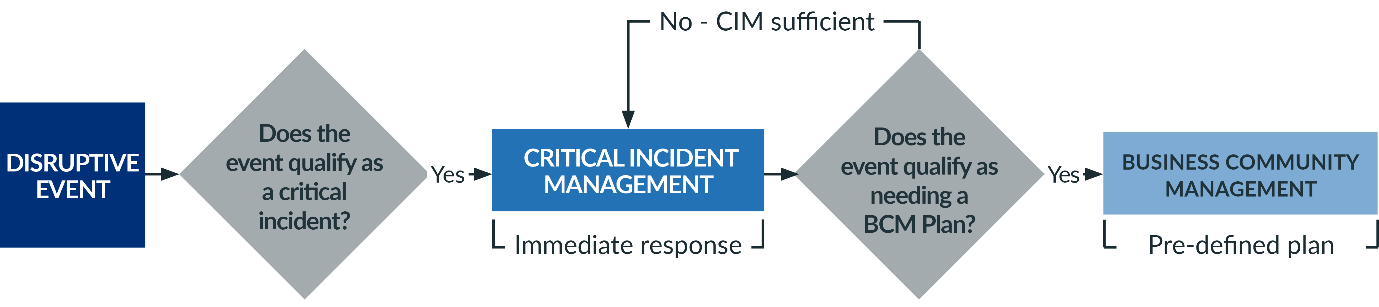 No - CIM sufficient
DISRUPTIVE
EVENT
Does the
event qualify as
a critical
incident?
Yes
CRITICAL INCIDENT
MANAGEMENT
Immediate response
Does the
event qualify as
needing a
BCM Plan?
Yes
BUSINESS COMMUNITY
MANAGEMENT
Pre-defined plan